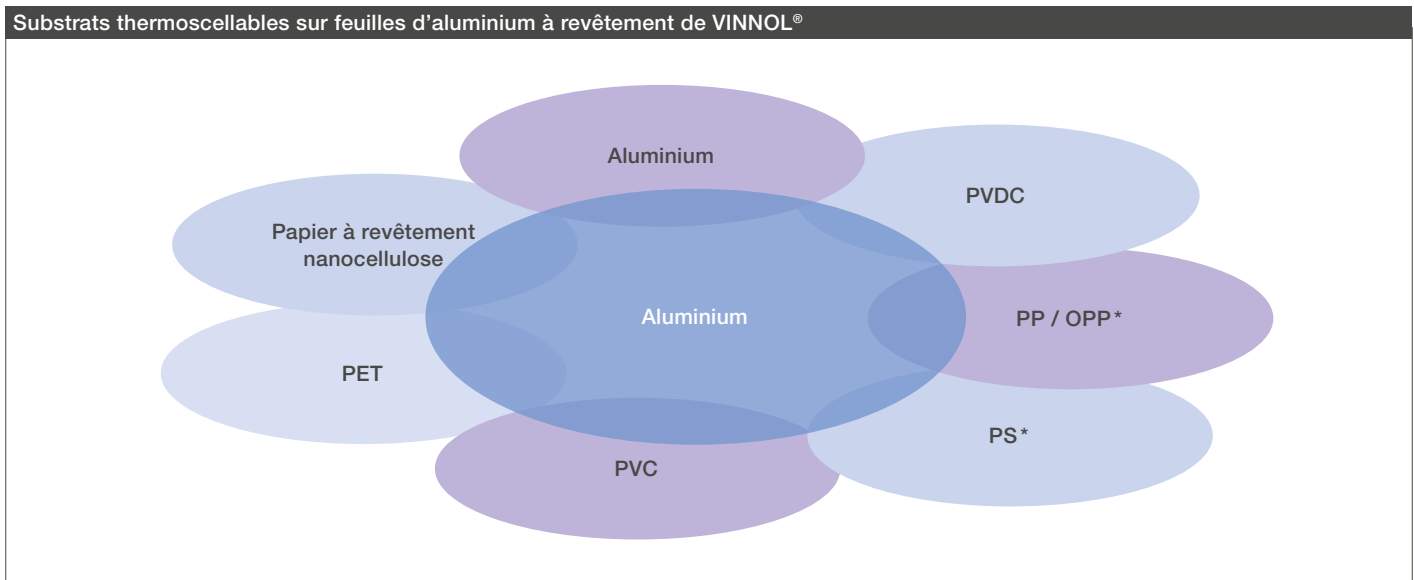 Substrats thermoscellables sur feuilles d’aluminium à revêtement de VINNOL®
Aluminium
PVDC
Papier à revêtement
nanocellulose
Aluminium
PP / OPP*
PET
PS*
PVC